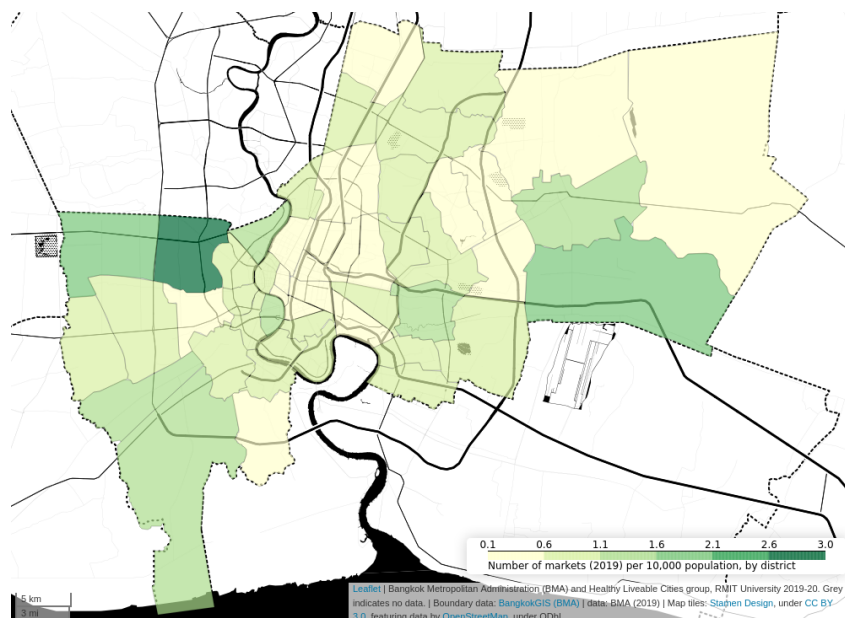 0.1 0.6 1.1 1.6 2.1 2.6 3.0
Number of markets (2019) per 10,000 population, by district
5 km
3 mi
Leaflet | Bangkok Metropolitan Administration (BMA) and Healthy Liveable Cities group, RMIT University 2019-20. Grey
indicates no data. | Boundary data: BangkokGIS (BMA) | data: BMA (2019) | Map tiles: Stamen Design, under CC BY
3.0, featuring data by OpenStreetMap, under ODbL